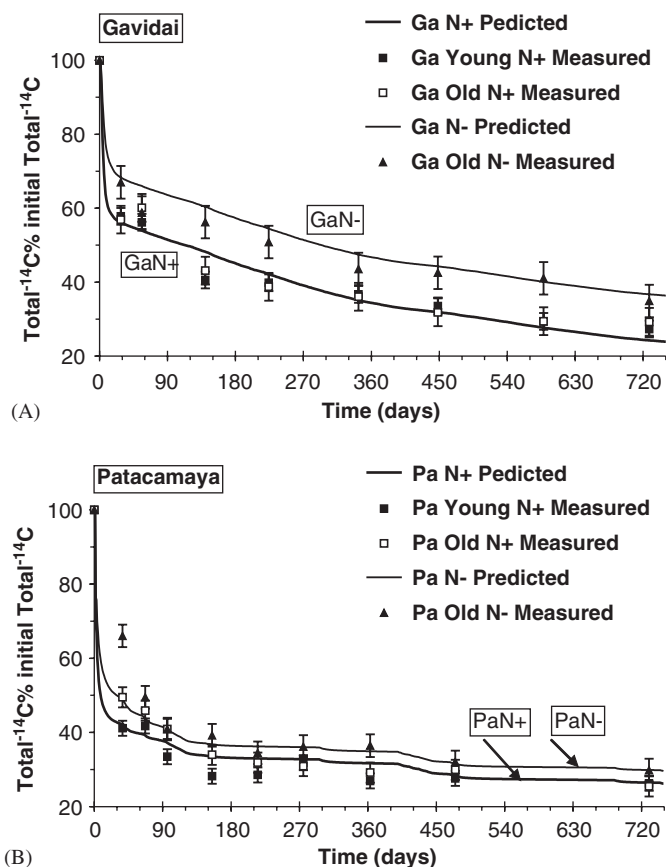 Gavidai
Ga N+ Pedicted
Ga Young N+ Measured
Ga Old N+ Measured
Ga N- Predicted
Ga Old N- Measured
Total-¹⁴C% initial Total-¹⁴C
100
80
60
40
20
GaN-
GaN+
0 90 180 270 360 450 540 630 720
Time (days)
(A)
Patacamaya
Pa N+ Pedicted
Pa Young N+ Measured
Pa Old N+ Measured
Pa N- Predicted
Pa Old N- Measured
Total-¹⁴C% initial Total-¹⁴C
100
80
60
40
20
PaN+ PaN-
0 90 180 270 360 450 540 630 720
Time (days)
(B)